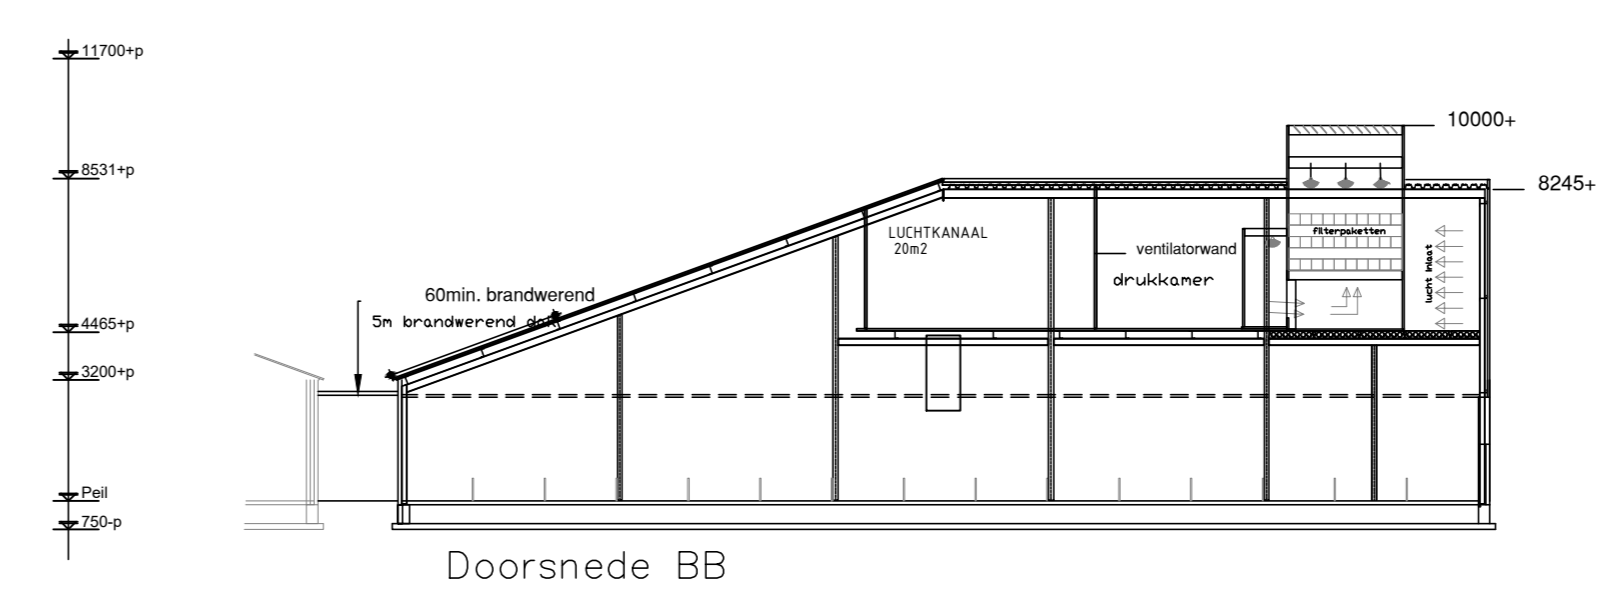 11700+p
10000+
8531+p
8245+
LUCHTKANAAL
20m2
filterpaketten
ventilatorwand
drukkamer
lucht inlaat
60min. brandwerend
5m brandwerend dak
4465+p
3200+p
Peil
750-p
Doorsnede BB